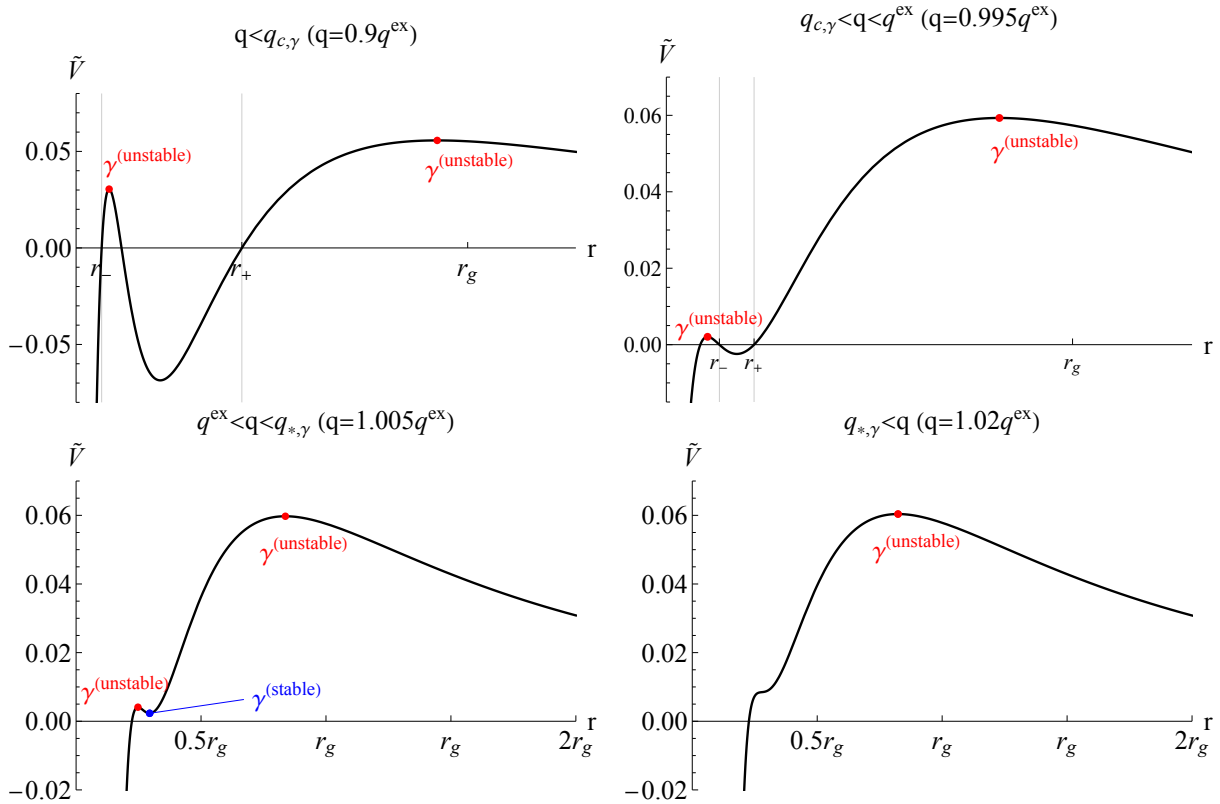 q<q_{c,γ} (q=0.9q^{ex})
Ṽ
0.05
0.00
−0.05
γ^{(unstable)}
γ^{(unstable)}
r_−
r_+
r_g
r
q_{c,γ}<q<q^{ex} (q=0.995q^{ex})
Ṽ
0.06
0.04
0.02
0.00
γ^{(unstable)}
γ^{(unstable)}
r_−
r_+
r_g
r
q^{ex}<q<q_{*,γ} (q=1.005q^{ex})
Ṽ
0.06
0.04
0.02
0.00
−0.02
γ^{(unstable)}
γ^{(unstable)}
γ^{(stable)}
0.5r_g
r_g
r_g
2r_g
r
q_{*,γ}<q (q=1.02q^{ex})
Ṽ
0.06
0.04
0.02
0.00
−0.02
γ^{(unstable)}
0.5r_g
r_g
r_g
2r_g
r